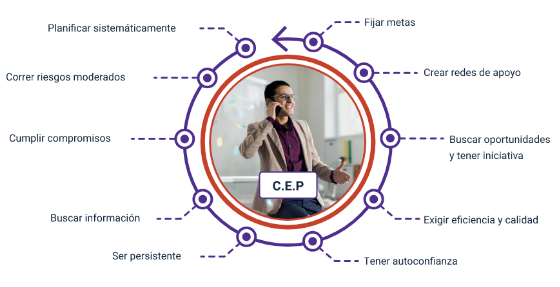 Planificar sistemáticamente
Fijar metas
Correr riesgos moderados
Crear redes de apoyo
Cumplir compromisos
Buscar oportunidades
y tener iniciativa
C.E.P
Buscar información
Exigir eficiencia y calidad
Ser persistente
Tener autoconfianza